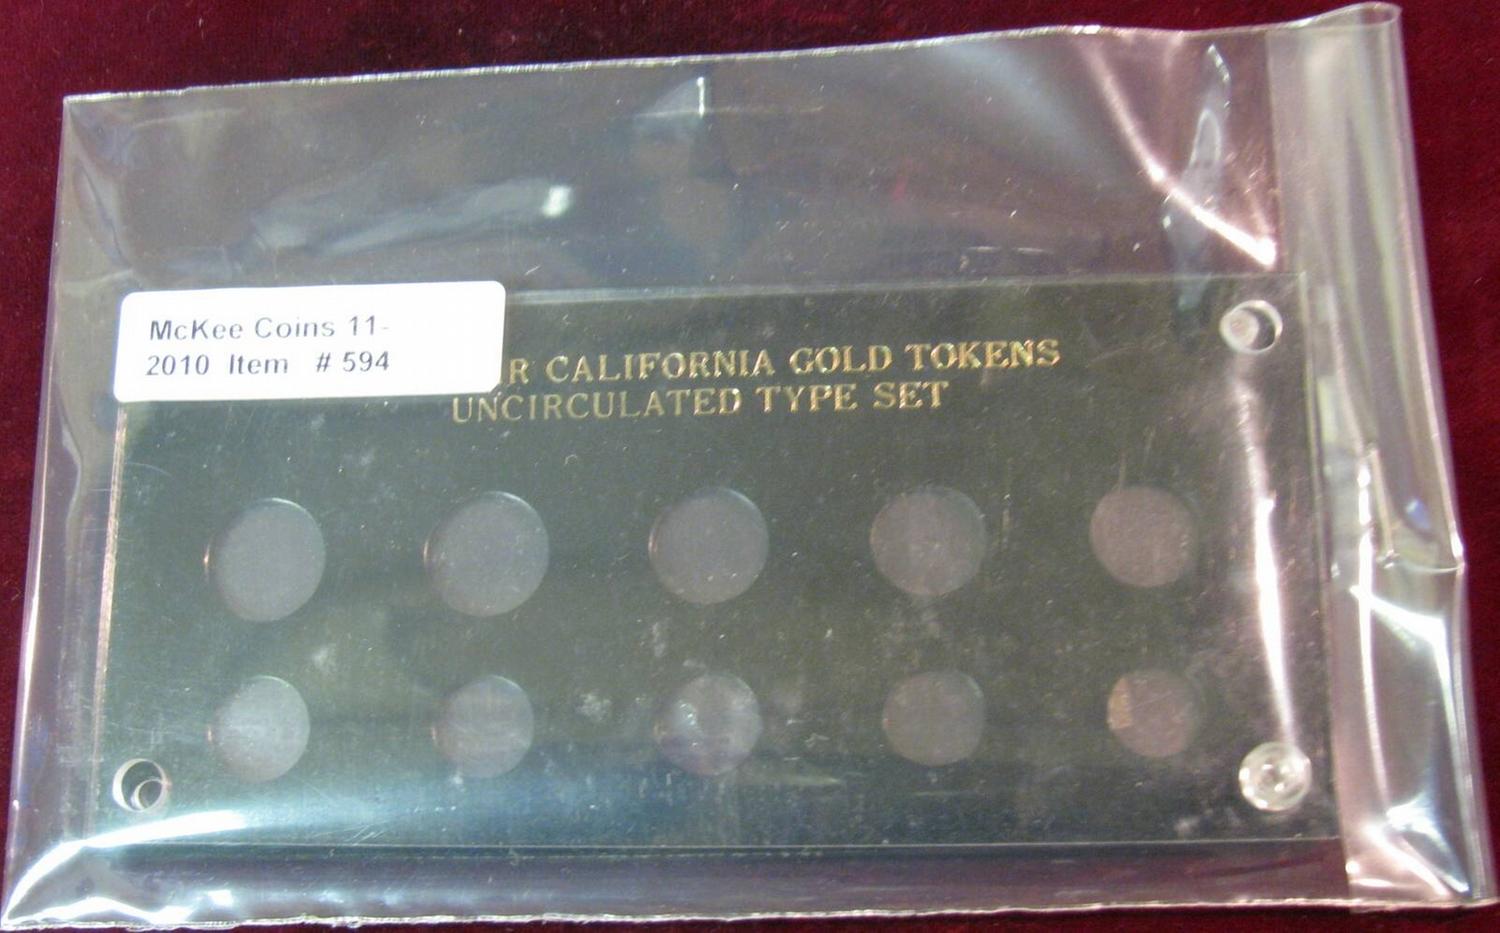 McKee Coins 11-
2010 Item # 594
R CALIFORNIA GOLD TOKENS
UNCIRCULATED TYPE SET